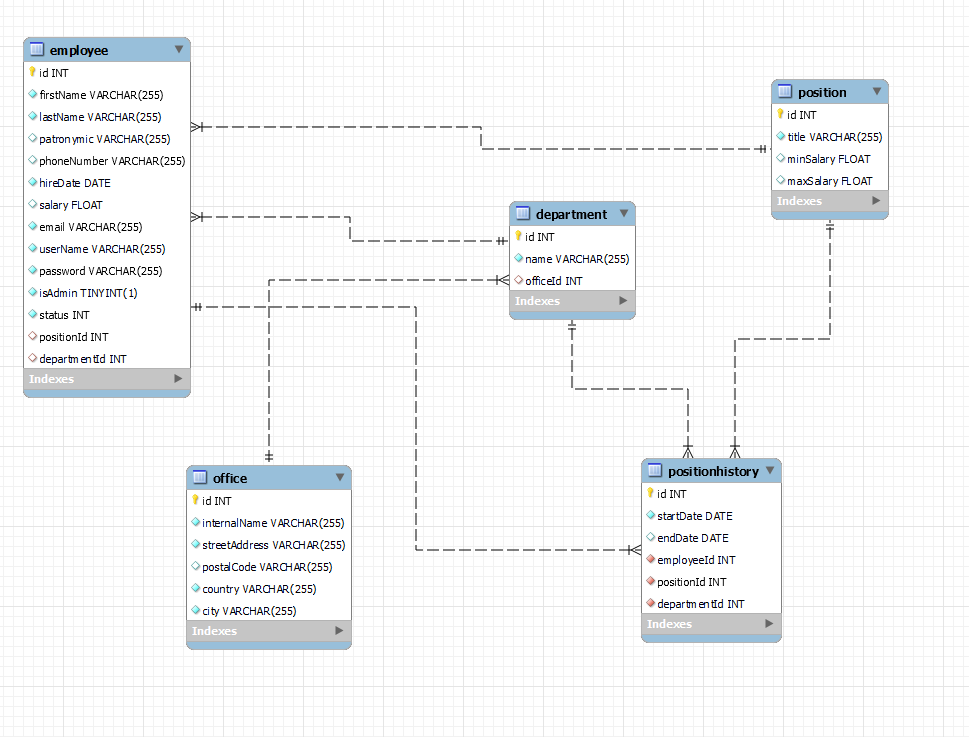 employee
id INT
firstName VARCHAR(255)
lastName VARCHAR(255)
patronymic VARCHAR(255)
phoneNumber VARCHAR(255)
hireDate DATE
salary FLOAT
email VARCHAR(255)
userName VARCHAR(255)
password VARCHAR(255)
isAdmin TINYINT(1)
status INT
positionId INT
departmentId INT
Indexes
position
id INT
title VARCHAR(255)
minSalary FLOAT
maxSalary FLOAT
Indexes
department
id INT
name VARCHAR(255)
officeId INT
Indexes
office
id INT
internalName VARCHAR(255)
streetAddress VARCHAR(255)
postalCode VARCHAR(255)
country VARCHAR(255)
city VARCHAR(255)
Indexes
positionhistory
id INT
startDate DATE
endDate DATE
employeeId INT
positionId INT
departmentId INT
Indexes